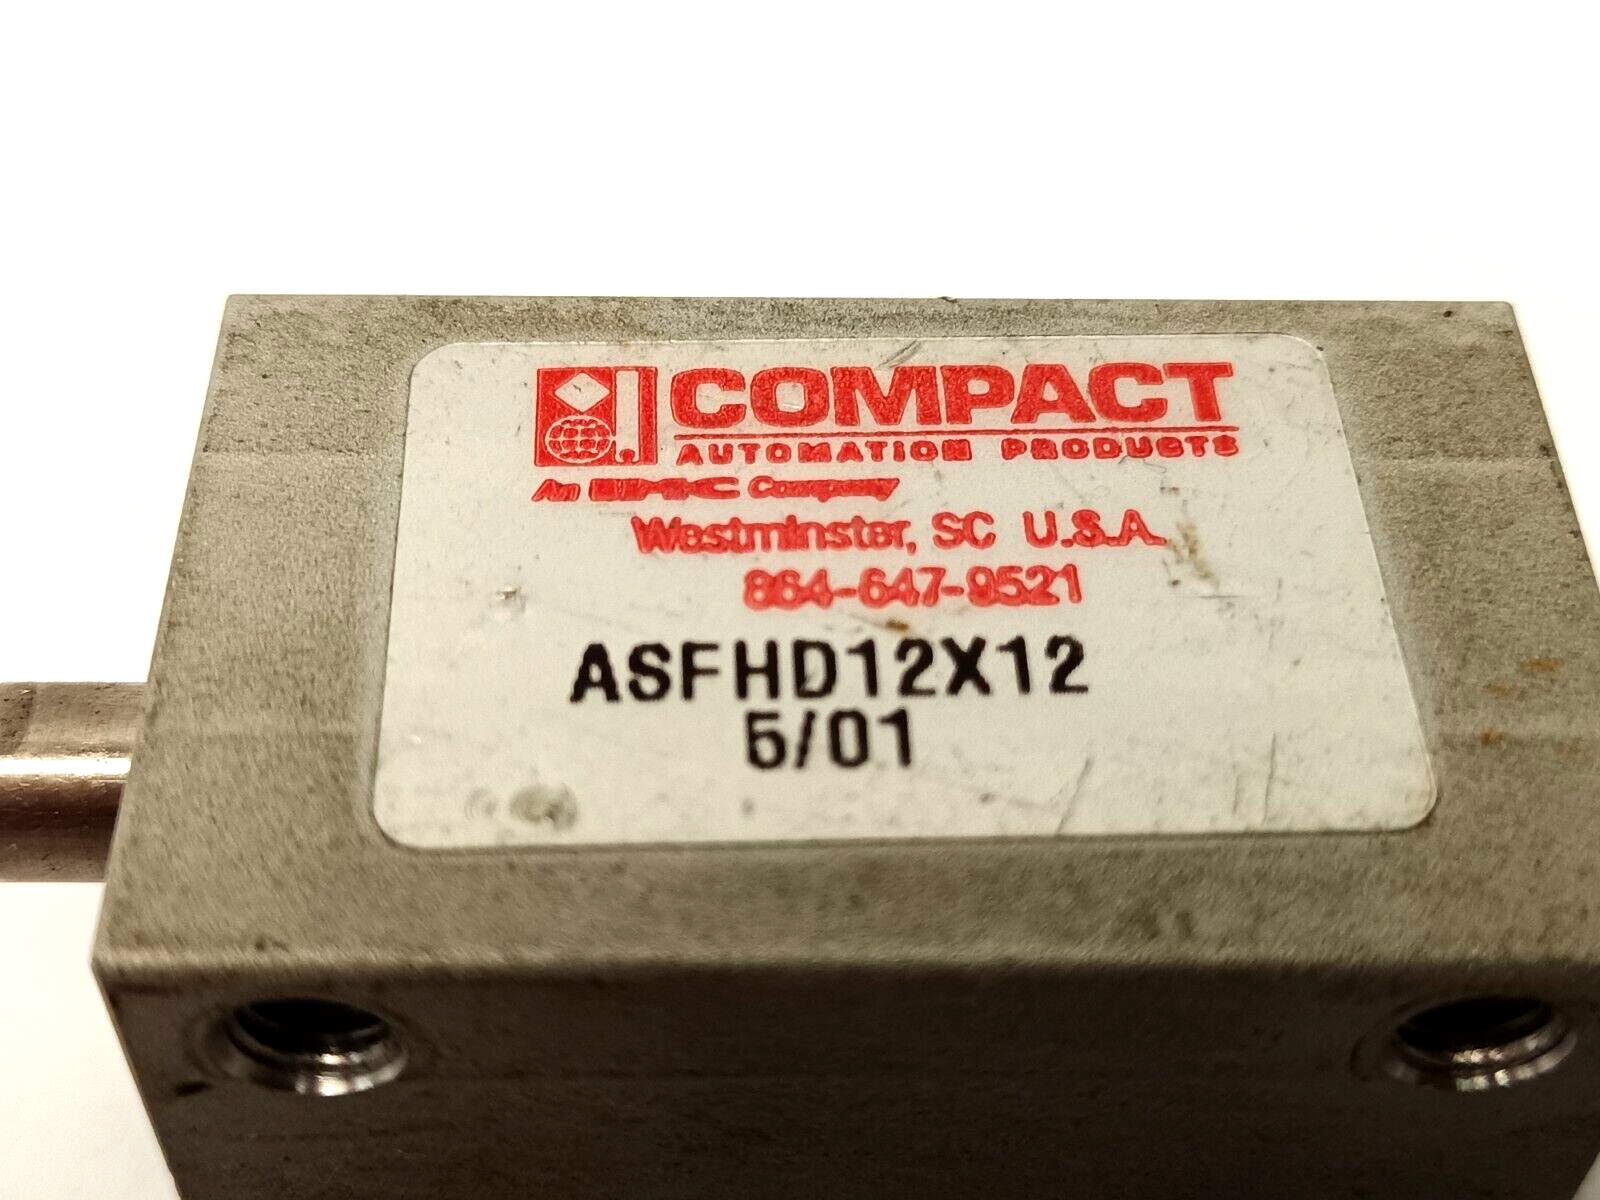 COMPACT
AUTOMATION PRODUCTS
An Company
Westminster, SC U.S.A.
864-647-9521
ASFHD12X12
5/01